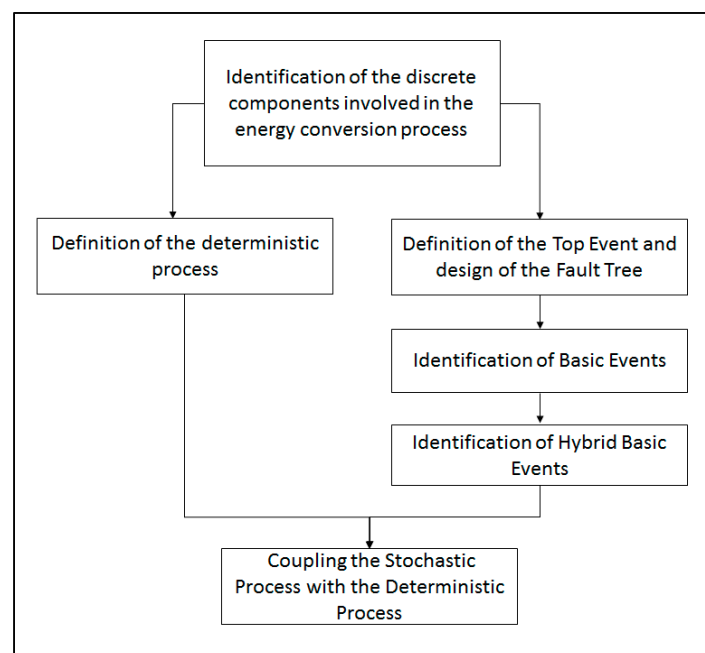 Identification of the discrete
components involved in the
energy conversion process
Definition of the deterministic
process
Definition of the Top Event and
design of the Fault Tree
Identification of Basic Events
Identification of Hybrid Basic
Events
Coupling the Stochastic
Process with the Deterministic
Process